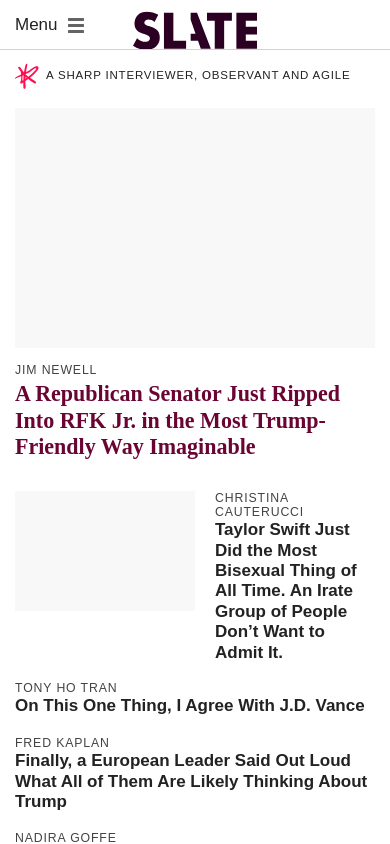 Menu
SLATE
A SHARP INTERVIEWER, OBSERVANT AND AGILE
JIM NEWELL
A Republican Senator Just Ripped
Into RFK Jr. in the Most Trump-
Friendly Way Imaginable
CHRISTINA
CAUTERUCCI
Taylor Swift Just
Did the Most
Bisexual Thing of
All Time. An Irate
Group of People
Don’t Want to
Admit It.
TONY HO TRAN
On This One Thing, I Agree With J.D. Vance
FRED KAPLAN
Finally, a European Leader Said Out Loud
What All of Them Are Likely Thinking About
Trump
NADIRA GOFFE